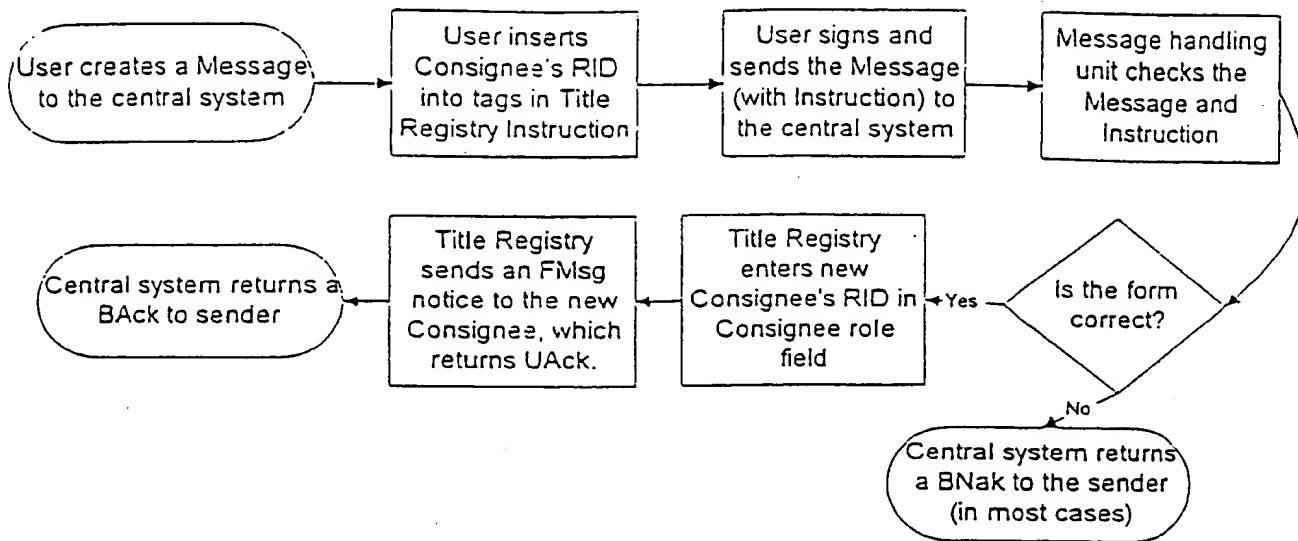 User creates a Message
to the central system
User inserts
Consignee's RID
into tags in Title
Registry Instruction
User signs and
sends the Message
(with Instruction) to
the central system
Message handling
unit checks the
Message and
Instruction
Is the form
correct?
Yes
Title Registry
enters new
Consignee's RID in
Consignee role
field
Title Registry
sends an FMsg
notice to the new
Consignee, which
returns UAck.
Central system returns a
BAck to sender
No
Central system returns
a BNak to the sender
(in most cases)